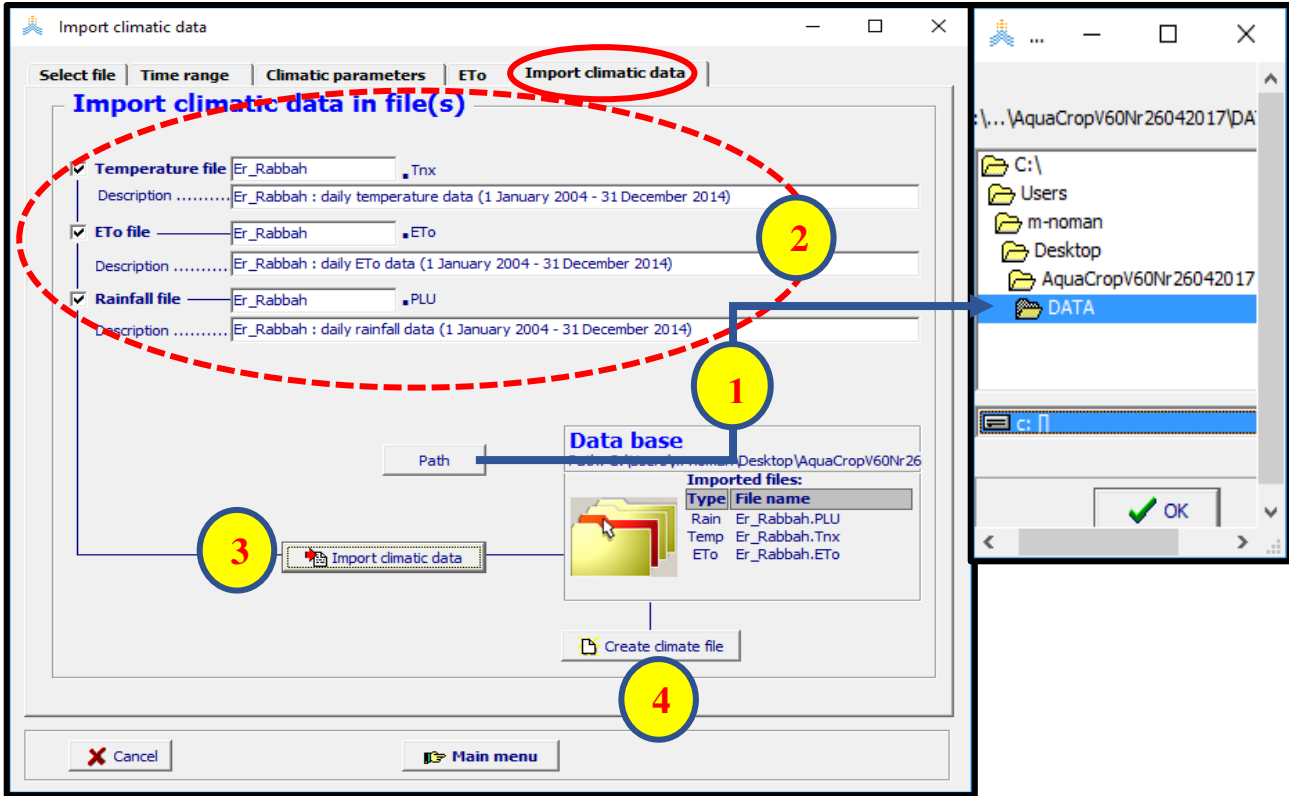 Import climatic data
Select file Time range Climatic parameters ETo Import climatic data
Import climatic data in file(s)
Temperature file Er_Rabbah .Tnx
Description .......... Er_Rabbah : daily temperature data (1 January 2004 - 31 December 2014)
ETo file Er_Rabbah .ETo
Description .......... Er_Rabbah : daily ETo data (1 January 2004 - 31 December 2014)
Rainfall file Er_Rabbah .PLU
Description .......... Er_Rabbah : daily rainfall data (1 January 2004 - 31 December 2014)
2
1
Path
Data base
\Desktop\AquaCropV60Nr26
Imported files:
Type File name
Rain Er_Rabbah.PLU
Temp Er_Rabbah.Tnx
ETo Er_Rabbah.ETo
3
Import climatic data
Create climate file
4
Cancel
Main menu
...
:\...\AquaCropV60Nr26042017\DA
C:\
Users
m-noman
Desktop
AquaCropV60Nr26042017
DATA
c: []
OK